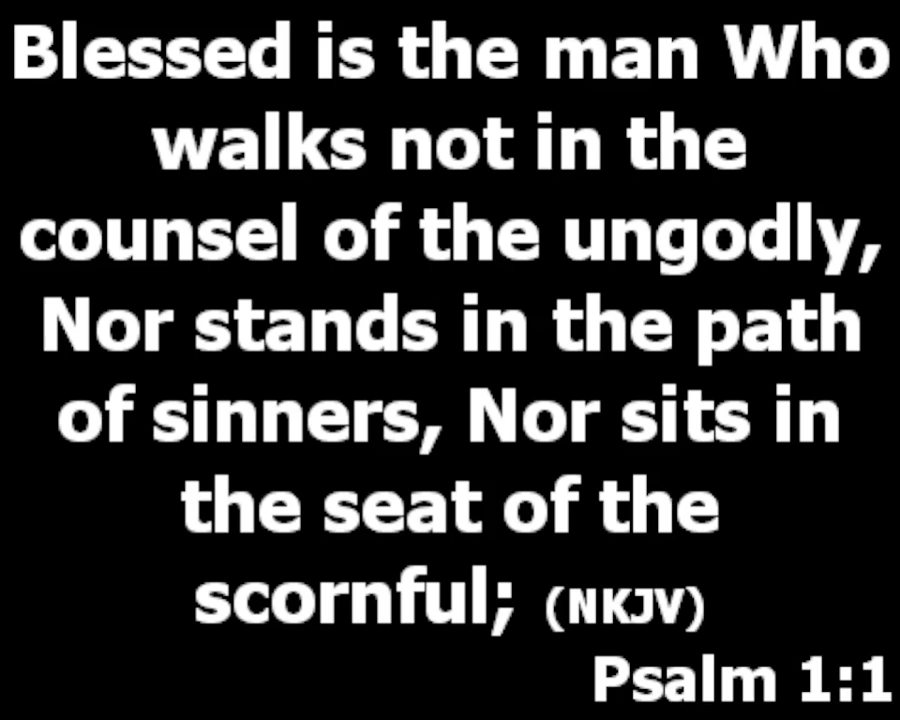 Blessed is the man Who
walks not in the
counsel of the ungodly,
Nor stands in the path
of sinners, Nor sits in
the seat of the
scornful; (NKJV)
Psalm 1:1